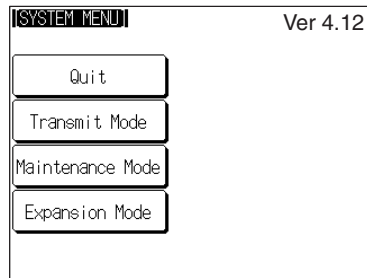 [SYSTEM MENU]
Ver 4.12
Quit
Transmit Mode
Maintenance Mode
Expansion Mode